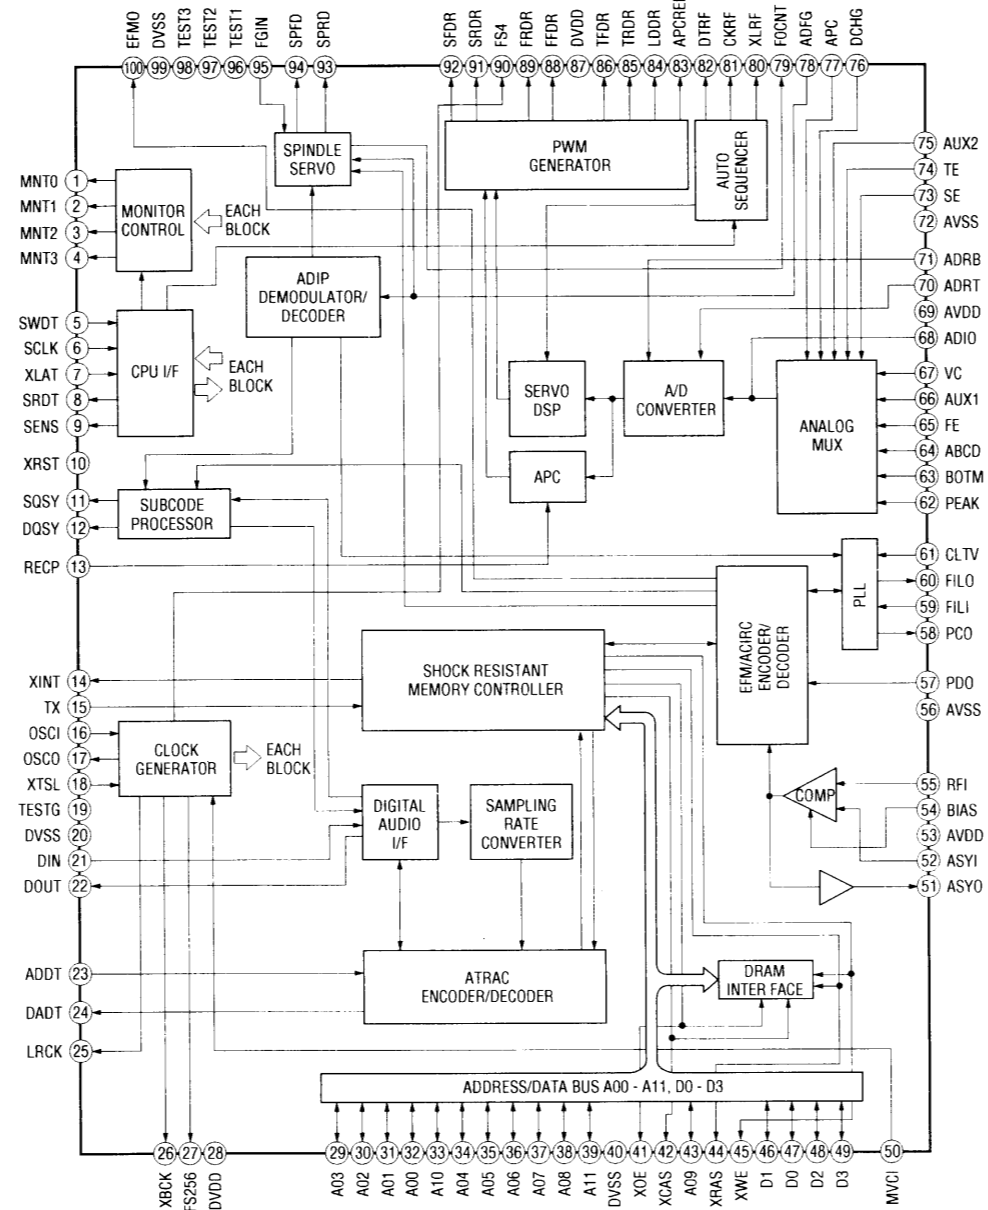 EFMO
DVSS
TEST3
TEST2
TEST1
FGIN
SPFD
SPRD
SFDR
SRDR
FS4
FRDR
FFDR
DVDD
TFDR
TRDR
LDDR
DTRF
CKRF
XLRF
FOCNT
ADFG
APC
DCHG
100 99 98 97 96 95 94 93 92 91 90 89 88 87 86 85 84 83 82 81 80 79 78 77 76
SPINDLE
SERVO
PWM
GENERATOR
AUTO
SEQUENCER
75 AUX2
74 TE
73 SE
72 AVSS
71 ADRB
70 ADRT
69 AVDD
68 ADIO
67 VC
66 AUX1
65 FE
64 ABCD
63 BOTM
62 PEAK
61 CLTV
60 FILO
59 FILI
58 PCO
57 PDO
56 AVSS
55 RFI
54 BIAS
53 AVDD
52 ASYI
51 ASYO
MNT0 1
MNT1 2
MNT2 3
MNT3 4
MONITOR
CONTROL
EACH
BLOCK
SWDT 5
SCLK 6
XLAT 7
SRDT 8
SENS 9
CPU I/F
EACH
BLOCK
ADIP
DEMODULATOR/
DECODER
XRST 10
SQSY 11
DQSY 12
RECP 13
SUBCODE
PROCESSOR
SERVO
DSP
A/D
CONVERTER
ANALOG
MUX
APC
PLL
EFM/ACIRC
ENCODER/
DECODER
SHOCK RESISTANT
MEMORY CONTROLLER
XINT 14
TX 15
OSCI 16
OSCO 17
XTSL 18
TESTG 19
DVSS 20
DIN 21
DOUT 22
ADDT 23
DADT 24
LRCK 25
CLOCK
GENERATOR
EACH
BLOCK
DIGITAL
AUDIO
I/F
SAMPLING
RATE
CONVERTER
COMP
ATRAC
ENCODER/DECODER
DRAM
INTER FACE
ADDRESS/DATA BUS A00 - A11, D0 - D3
26 27 28 29 30 31 32 33 34 35 36 37 38 39 40 41 42 43 44 45 46 47 48 49 50
XBCK
FS256
DVDD
A03
A02
A01
A00
A10
A04
A05
A06
A07
A08
A11
DVSS
XOE
XCAS
A09
XRAS
XWE
D1
D0
D2
D3
MVCI